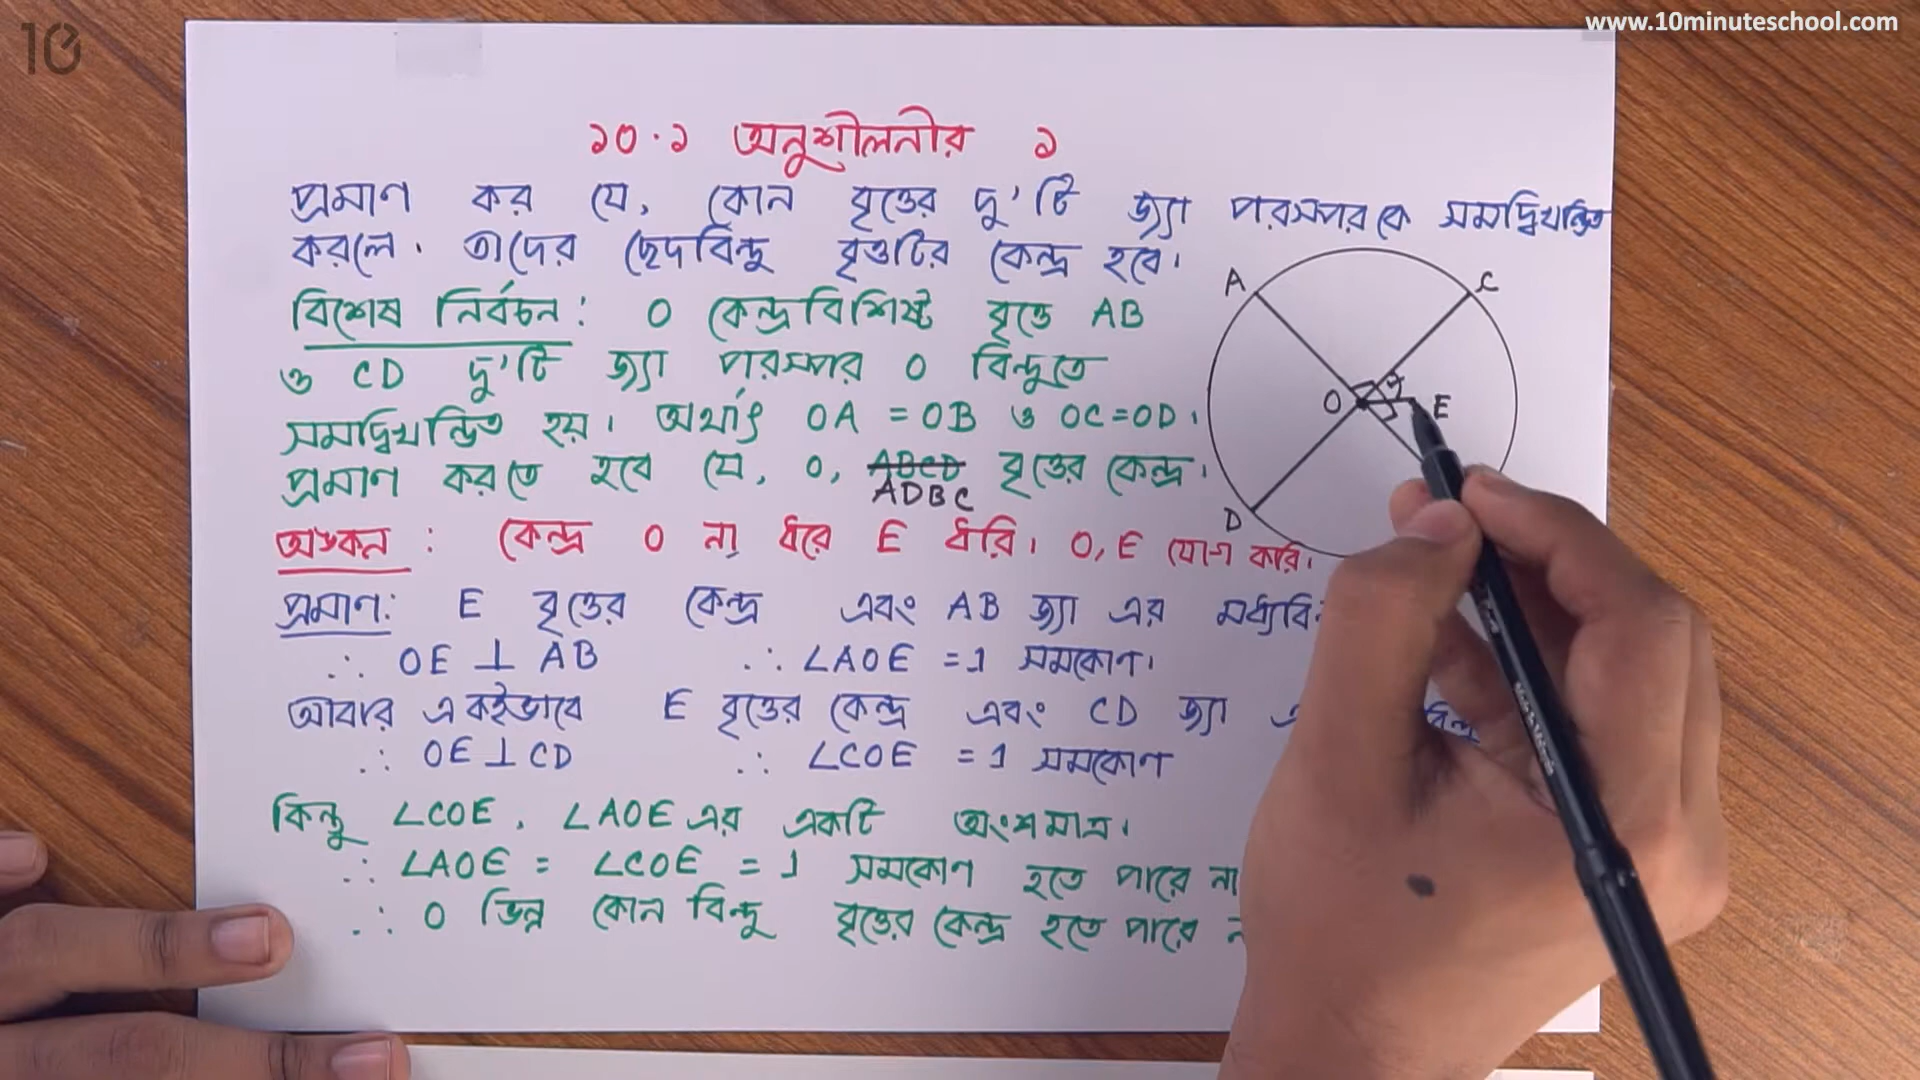 10
www.10minuteschool.com
১০.১ অনুশীলনীর ১
প্রমাণ কর যে, কোন বৃত্তের দু'টি জ্যা পরস্পরকে সমদ্বিখন্ডিত
করলে. তাদের ছেদবিন্দু বৃত্তটির কেন্দ্র হবে।
বিশেষ নির্বচন: O কেন্দ্রবিশিষ্ট বৃত্তে AB
ও CD দু'টি জ্যা পরস্পর O বিন্দুতে
সমদ্বিখন্ডিত হয়। অর্থাৎ OA = OB ও OC=OD.
প্রমাণ করতে হবে যে, O, ABCD বৃত্তের কেন্দ্র.
ADBC
অঙ্কন : কেন্দ্র O না ধরে E ধরি। O, E যোগ করি।
প্রমাণ: E বৃত্তের কেন্দ্র এবং AB জ্যা এর
∴ OE ⊥ AB ∴ ∠AOE = 1 সমকোণ।
আবার একইভাবে E বৃত্তের কেন্দ্র এবং CD জ্যা
∴ OE ⊥ CD ∴ ∠COE = 1 সমকোণ
কিন্তু ∠COE, ∠AOE এর একটি অংশমাত্র।
∴ ∠AOE = ∠COE = 1 সমকোণ হতে পারে না
∴ O ভিন্ন কোন বিন্দু বৃত্তের কেন্দ্র হতে পারে
A
C
O
E
D